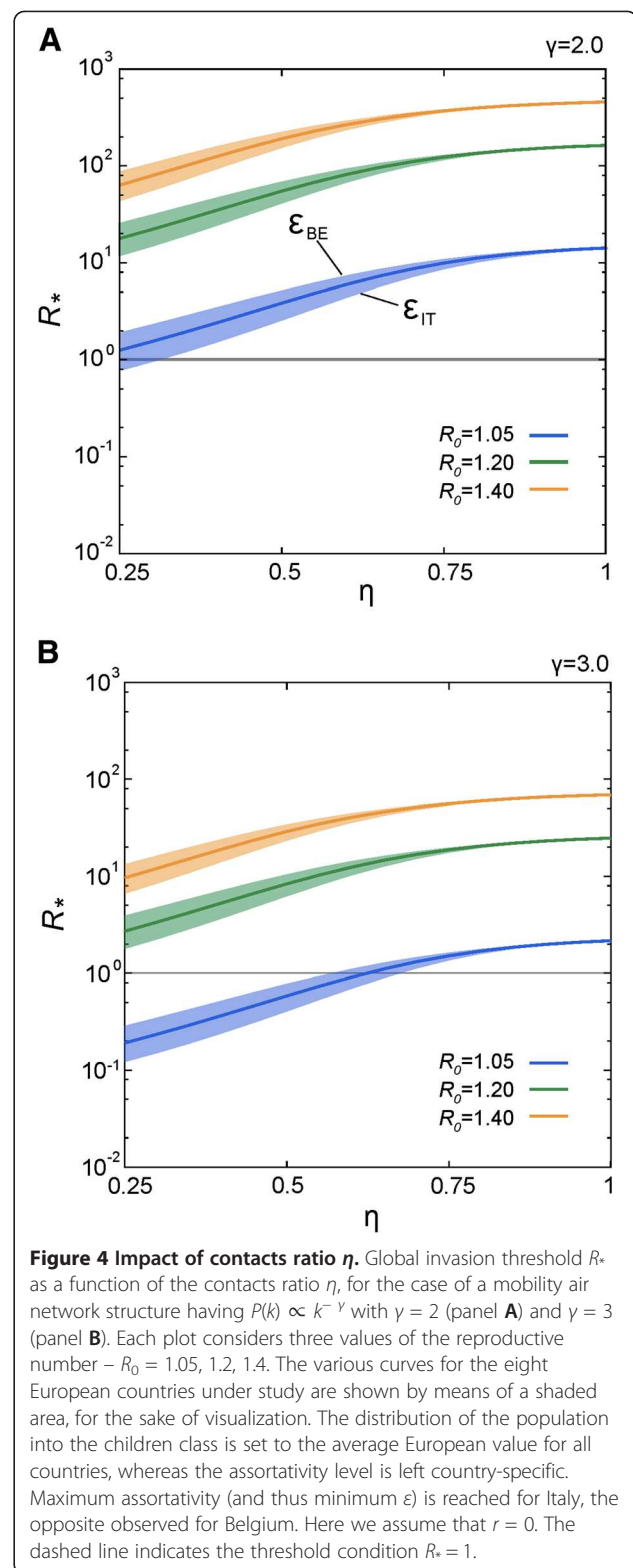 A
γ=2.0
10³
10²
10¹
10⁰
10⁻¹
10⁻²
R*
εBE
εIT
R₀=1.05
R₀=1.20
R₀=1.40
0.25 0.5 0.75 1
η
B
γ=3.0
10³
10²
10¹
10⁰
10⁻¹
10⁻²
R*
R₀=1.05
R₀=1.20
R₀=1.40
0.25 0.5 0.75 1
η
Figure 4 Impact of contacts ratio η. Global invasion threshold R*
as a function of the contacts ratio η, for the case of a mobility air
network structure having P(k) ∝ k⁻ ᵞ with γ = 2 (panel A) and γ = 3
(panel B). Each plot considers three values of the reproductive
number – R₀ = 1.05, 1.2, 1.4. The various curves for the eight
European countries under study are shown by means of a shaded
area, for the sake of visualization. The distribution of the population
into the children class is set to the average European value for all
countries, whereas the assortativity level is left country-specific.
Maximum assortativity (and thus minimum ε) is reached for Italy, the
opposite observed for Belgium. Here we assume that r = 0. The
dashed line indicates the threshold condition R* = 1.